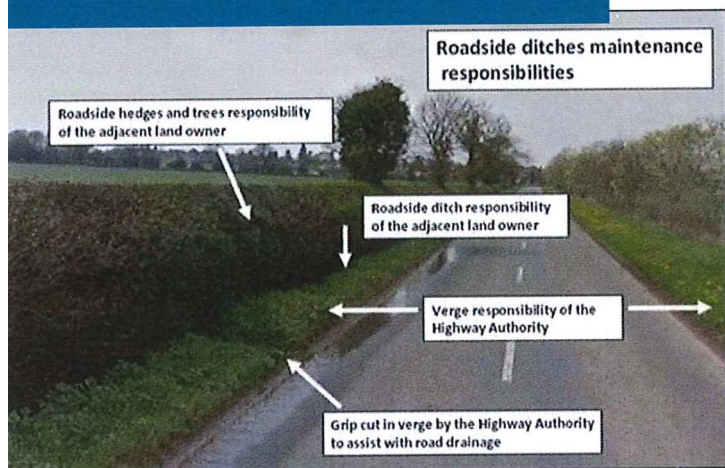 Roadside ditches maintenance
responsibilities
Roadside hedges and trees responsibility
of the adjacent land owner
Roadside ditch responsibility
of the adjacent land owner
Verge responsibility of the
Highway Authority
Grip cut in verge by the Highway Authority
to assist with road drainage